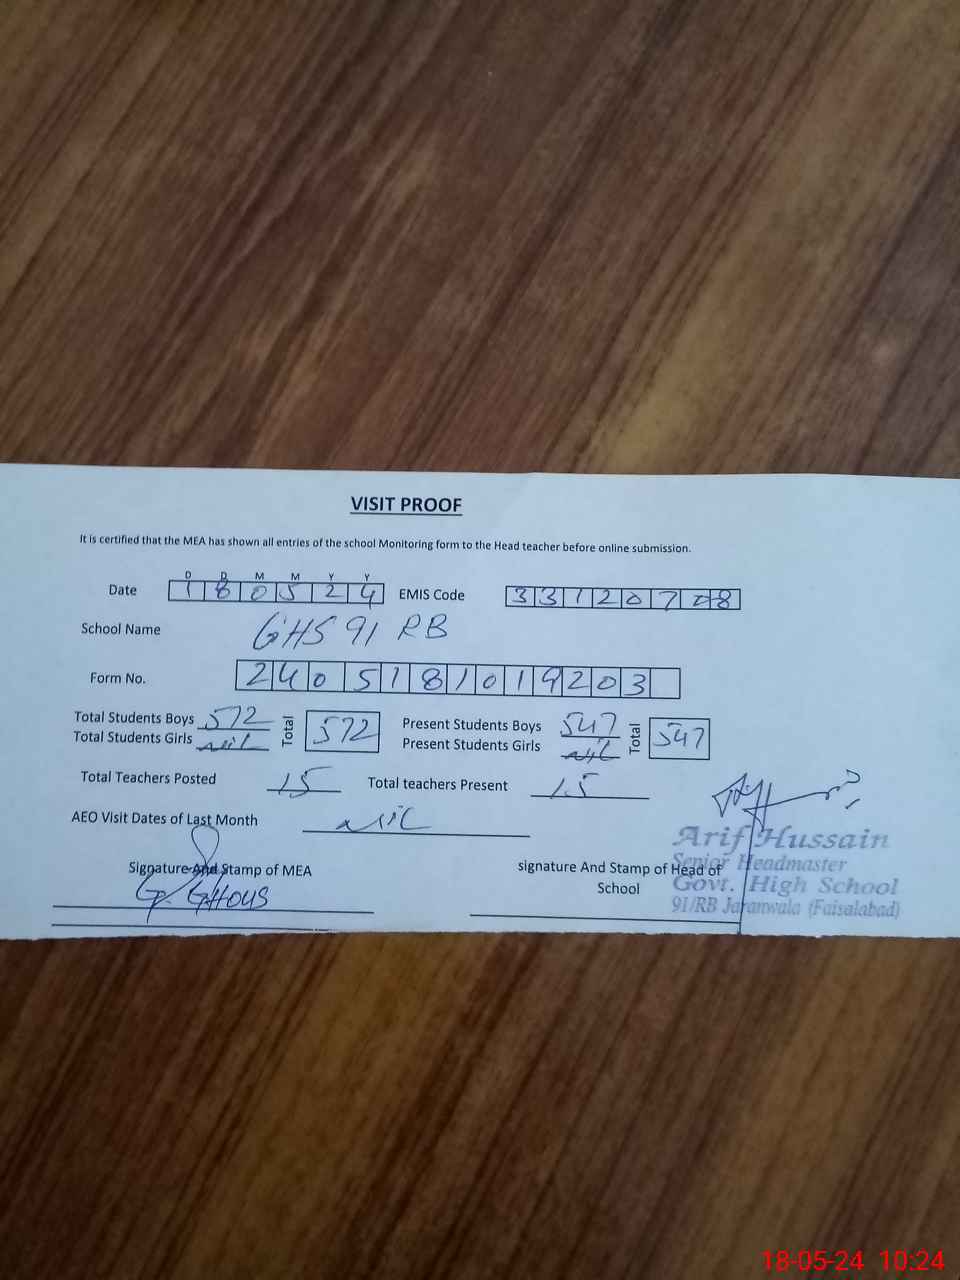 VISIT PROOF
It is certified that the MEA has shown all entries of the school Monitoring form to the Head teacher before online submission.
D D M M Y Y
Date 1 8 0 5 2 4 EMIS Code 3 3 1 2 0 7 0 8
School Name GHS 91 RB
Form No. 2 4 0 5 1 8 1 0 1 9 2 0 3
Total Students Boys 572 Total 572 Present Students Boys 547 Total 547
Total Students Girls nil Present Students Girls nil
Total Teachers Posted 15 Total teachers Present 15
AEO Visit Dates of Last Month nil
Signature And Stamp of MEA
G. GHOUS
signature And Stamp of Head of School
Arif Hussain
Senior Headmaster
Govt. High School
91/RB Jaranwala (Faisalabad)
18-05-24 10:24